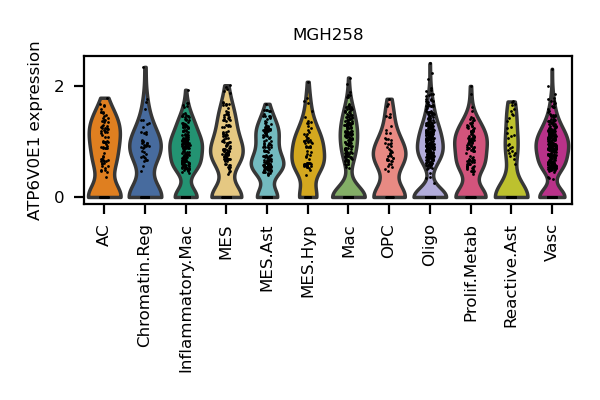 MGH258
ATP6V0E1 expression
2
0
AC
Chromatin.Reg
Inflammatory.Mac
MES
MES.Ast
MES.Hyp
Mac
OPC
Oligo
Prolif.Metab
Reactive.Ast
Vasc